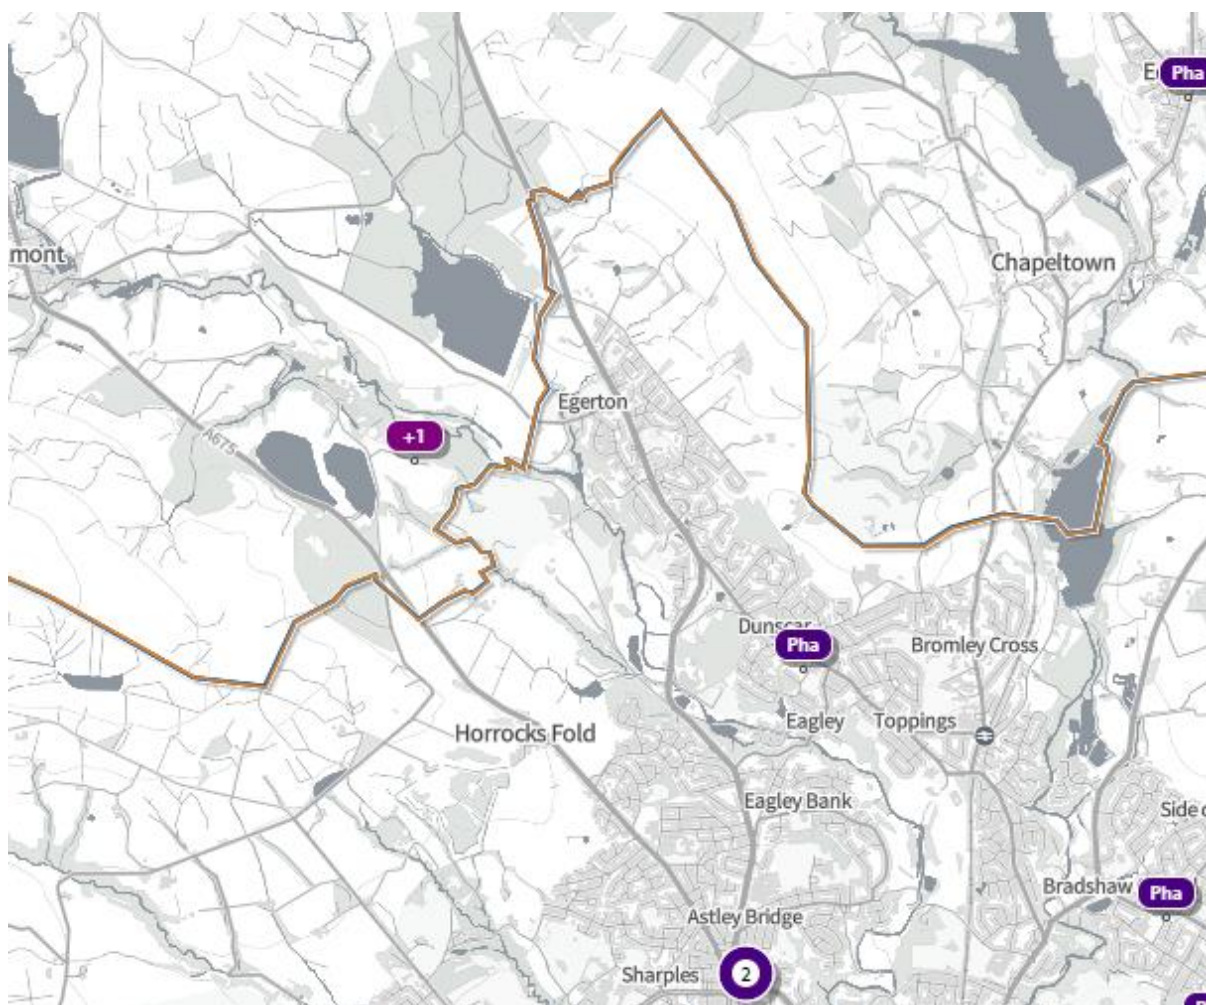 E
Pha
mont
Chapeltown
Egerton
+1
A675
Dunscar
Pha
Bromley Cross
Eagley
Toppings
Horrocks Fold
Eagley Bank
Side o
Bradshaw
Pha
Astley Bridge
Sharples
2